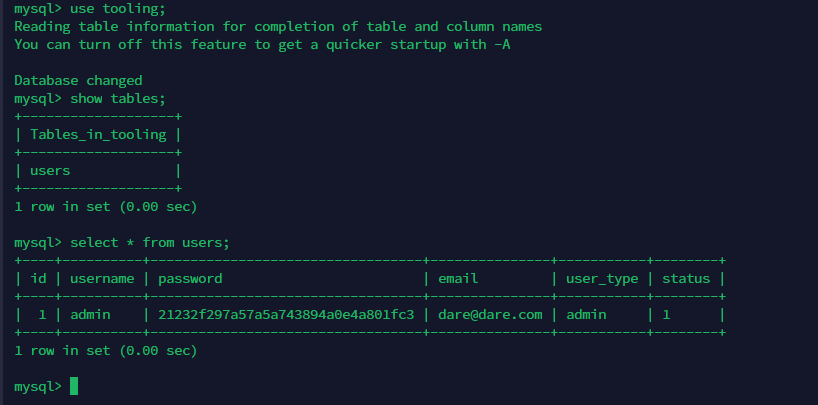 mysql> use tooling;
Reading table information for completion of table and column names
You can turn off this feature to get a quicker startup with -A
Database changed
mysql> show tables;
+-------------------+
| Tables_in_tooling |
+-------------------+
| users             |
+-------------------+
1 row in set (0.00 sec)
mysql> select * from users;
+----+----------+----------------------------------+---------------+-----------+--------+
| id | username | password                         | email         | user_type | status |
+----+----------+----------------------------------+---------------+-----------+--------+
|  1 | admin    | 21232f297a57a5a743894a0e4a801fc3 | dare@dare.com | admin     | 1      |
+----+----------+----------------------------------+---------------+-----------+--------+
1 row in set (0.00 sec)
mysql>